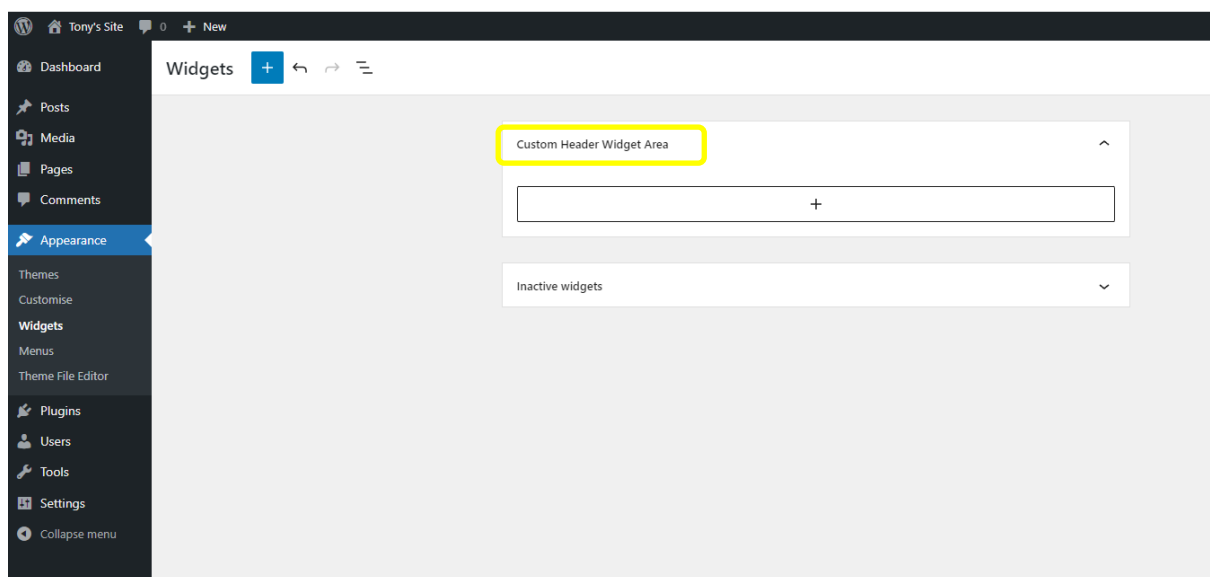 Tony's Site 0 + New
Dashboard
Posts
Media
Pages
Comments
Appearance
Themes
Customise
Widgets
Menus
Theme File Editor
Plugins
Users
Tools
Settings
Collapse menu
Widgets
Custom Header Widget Area
Inactive widgets